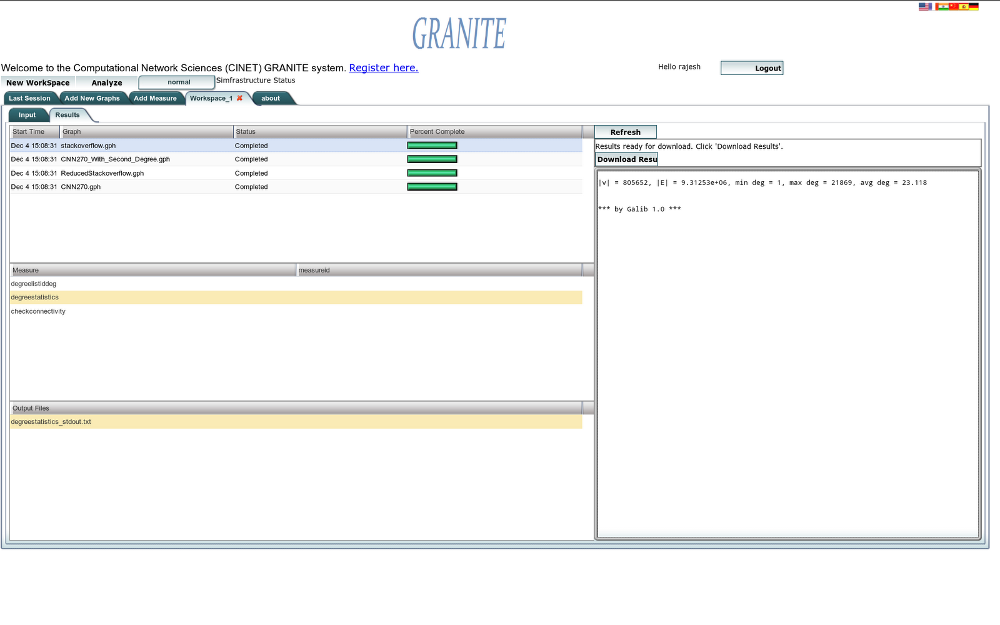 GRANITE
Welcome to the Computational Network Sciences (CINET) GRANITE system. Register here.
Hello rajesh
Logout
New WorkSpace
Analyze
normal
Simfrastructure Status
Last Session
Add New Graphs
Add Measure
Workspace_1
about
Input
Results
Start Time Graph Status Percent Complete
Dec 4 15:08:31 stackoverflow.gph Completed
Dec 4 15:08:31 CNN270_With_Second_Degree.gph Completed
Dec 4 15:08:31 ReducedStackoverflow.gph Completed
Dec 4 15:08:31 CNN270.gph Completed
Measure measureid
degreelistiddeg
degreestatistics
checkconnectivity
Output Files
degreestatistics_stdout.txt
Refresh
Results ready for download. Click 'Download Results'.
Download Resu
|v| = 805652, |E| = 9.31253e+06, min deg = 1, max deg = 21869, avg deg = 23.118
*** by Galib 1.0 ***